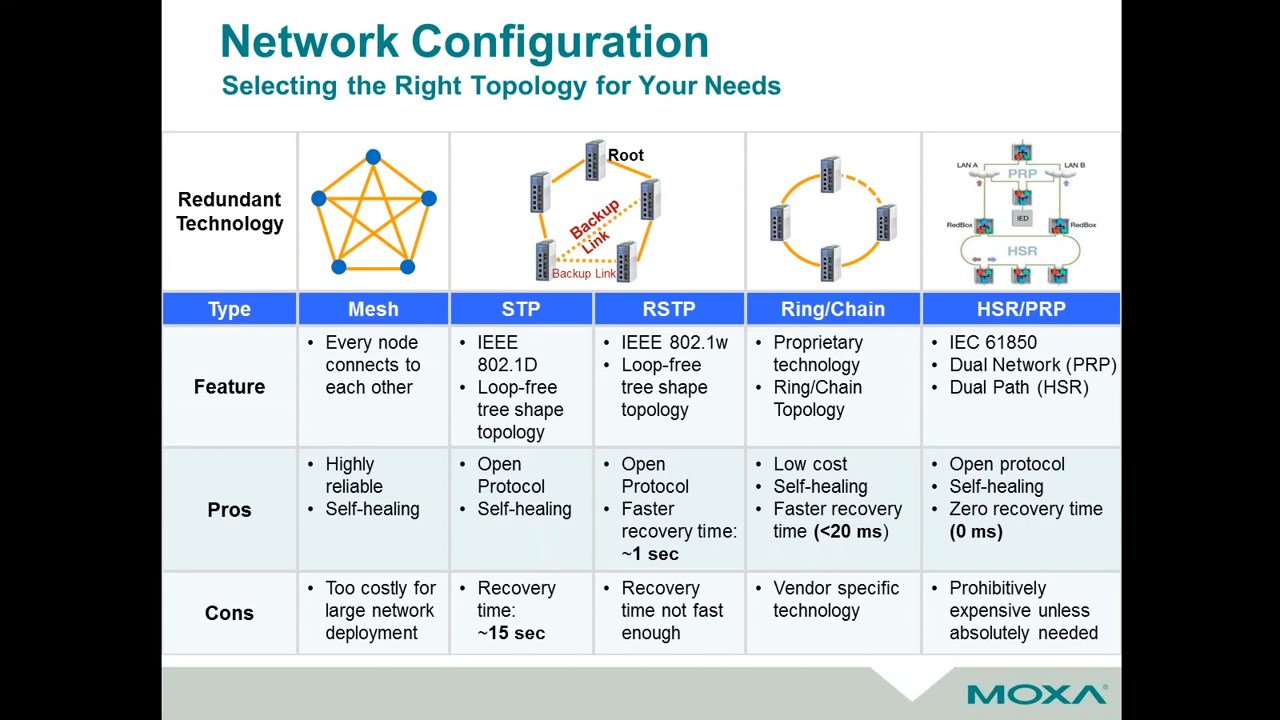 Network Configuration
Selecting the Right Topology for Your Needs
Redundant
Technology
Root
Backup
Link
Backup Link
LAN A
LAN B
PRP
IED
RedBox
RedBox
HSR
Type
Mesh
STP
RSTP
Ring/Chain
HSR/PRP
Feature
• Every node
connects to
each other
• IEEE
802.1D
• Loop-free
tree shape
topology
• IEEE 802.1w
• Loop-free
tree shape
topology
• Proprietary
technology
• Ring/Chain
Topology
• IEC 61850
• Dual Network (PRP)
• Dual Path (HSR)
Pros
• Highly
reliable
• Self-healing
• Open
Protocol
• Self-healing
• Open
Protocol
• Faster
recovery time:
~1 sec
• Low cost
• Self-healing
• Faster recovery
time (<20 ms)
• Open protocol
• Self-healing
• Zero recovery time
(0 ms)
Cons
• Too costly for
large network
deployment
• Recovery
time:
~15 sec
• Recovery
time not fast
enough
• Vendor specific
technology
• Prohibitively
expensive unless
absolutely needed
MOXA®